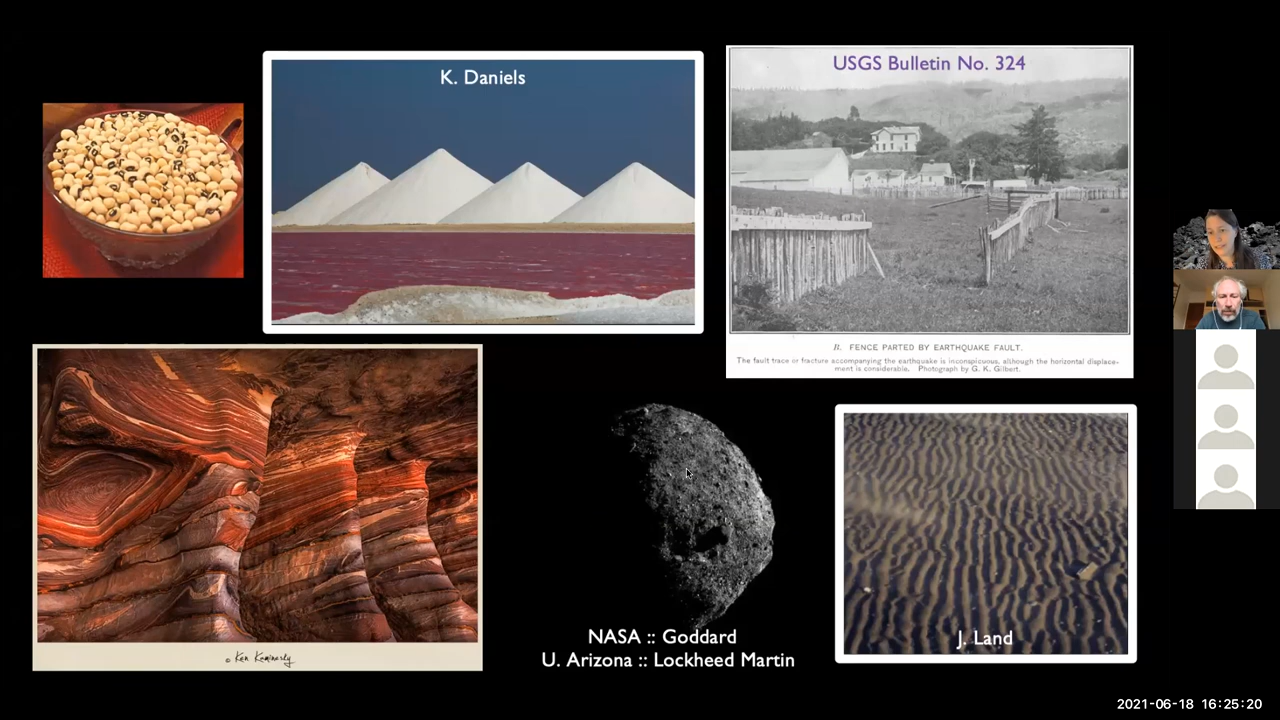 K. Daniels
USGS Bulletin No. 324
R. FENCE PARTED BY EARTHQUAKE FAULT.
The fault trace or fracture accompanying the earthquake is inconspicuous, although the horizontal displace-
ment is considerable. Photograph by G. K. Gilbert.
© Ken
NASA :: Goddard
U. Arizona :: Lockheed Martin
J. Land
2021-06-18 16:25:20